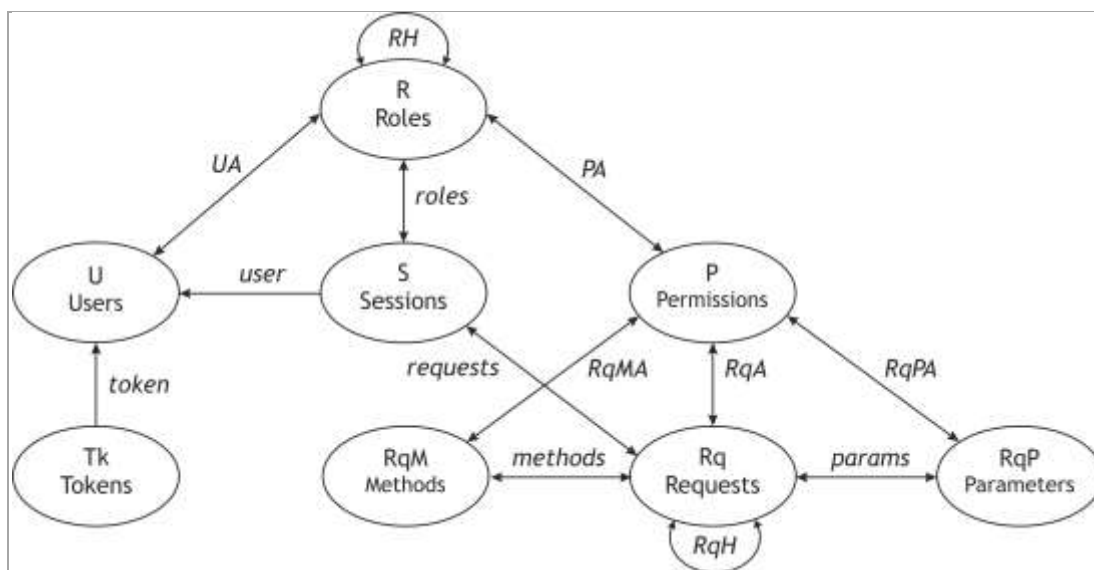 RH
R
Roles
UA
PA
roles
U
Users
user
S
Sessions
P
Permissions
token
requests
RqMA
RqA
RqPA
Tk
Tokens
RqM
Methods
methods
Rq
Requests
params
RqP
Parameters
RqH